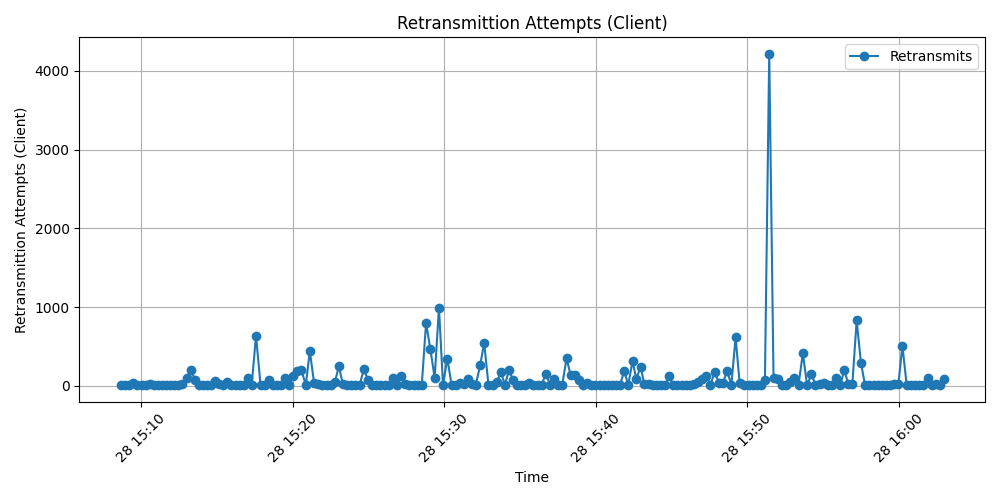 Retransmittion Attempts (Client)
Retransmits
Retransmittion Attempts (Client)
4000
3000
2000
1000
0
28 15:10
28 15:20
28 15:30
28 15:40
28 15:50
28 16:00
Time